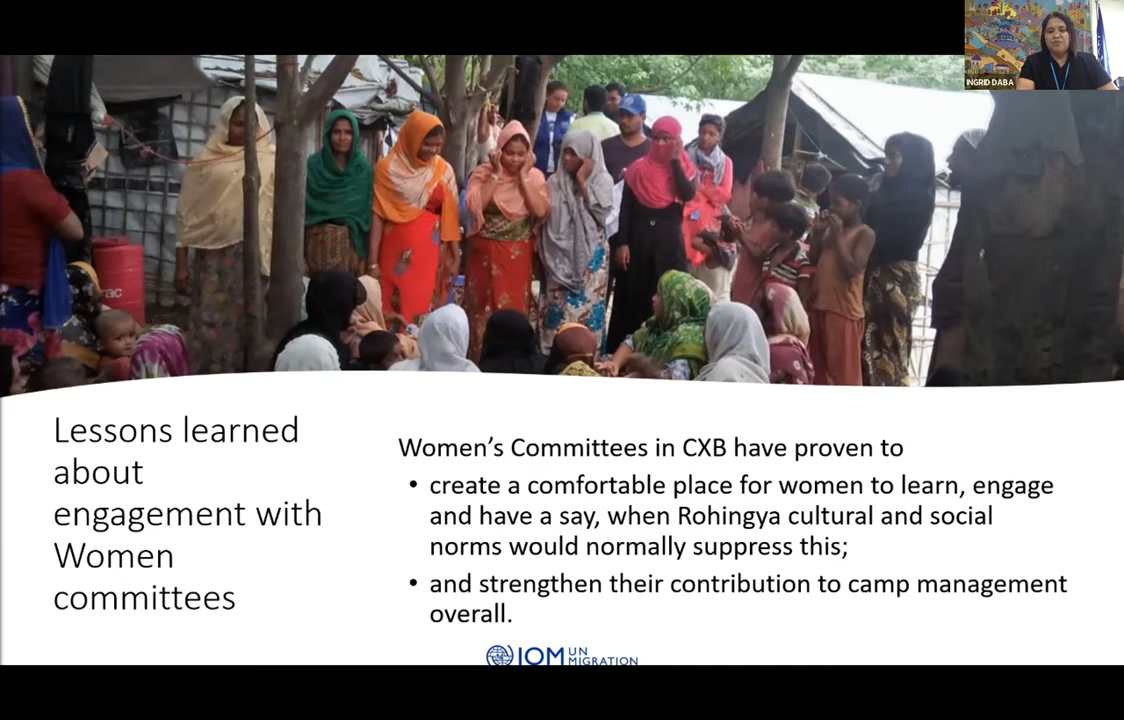 INGRID DABA
rac
Lessons learned
about
engagement with
Women
committees
Women’s Committees in CXB have proven to
• create a comfortable place for women to learn, engage
and have a say, when Rohingya cultural and social
norms would normally suppress this;
• and strengthen their contribution to camp management
overall.
IOM UN
MIGRATION